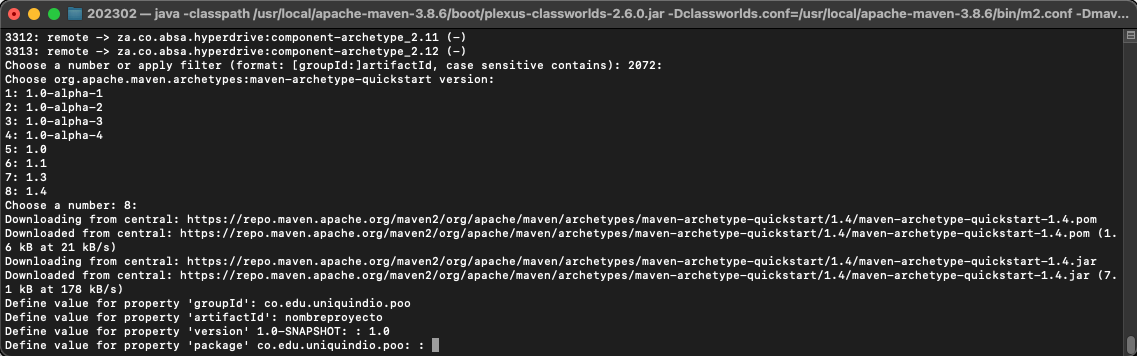 202302 — java -classpath /usr/local/apache-maven-3.8.6/boot/plexus-classworlds-2.6.0.jar -Dclassworlds.conf=/usr/local/apache-maven-3.8.6/bin/m2.conf -Dmav...
3312: remote -> za.co.absa.hyperdrive:component-archetype_2.11 (-)
3313: remote -> za.co.absa.hyperdrive:component-archetype_2.12 (-)
Choose a number or apply filter (format: [groupId:]artifactId, case sensitive contains): 2072:
Choose org.apache.maven.archetypes:maven-archetype-quickstart version:
1: 1.0-alpha-1
2: 1.0-alpha-2
3: 1.0-alpha-3
4: 1.0-alpha-4
5: 1.0
6: 1.1
7: 1.3
8: 1.4
Choose a number: 8:
Downloading from central: https://repo.maven.apache.org/maven2/org/apache/maven/archetypes/maven-archetype-quickstart/1.4/maven-archetype-quickstart-1.4.pom
Downloaded from central: https://repo.maven.apache.org/maven2/org/apache/maven/archetypes/maven-archetype-quickstart/1.4/maven-archetype-quickstart-1.4.pom (1.
6 kB at 21 kB/s)
Downloading from central: https://repo.maven.apache.org/maven2/org/apache/maven/archetypes/maven-archetype-quickstart/1.4/maven-archetype-quickstart-1.4.jar
Downloaded from central: https://repo.maven.apache.org/maven2/org/apache/maven/archetypes/maven-archetype-quickstart/1.4/maven-archetype-quickstart-1.4.jar (7.
1 kB at 178 kB/s)
Define value for property 'groupId': co.edu.uniquindio.poo
Define value for property 'artifactId': nombreproyecto
Define value for property 'version' 1.0-SNAPSHOT: : 1.0
Define value for property 'package' co.edu.uniquindio.poo: :